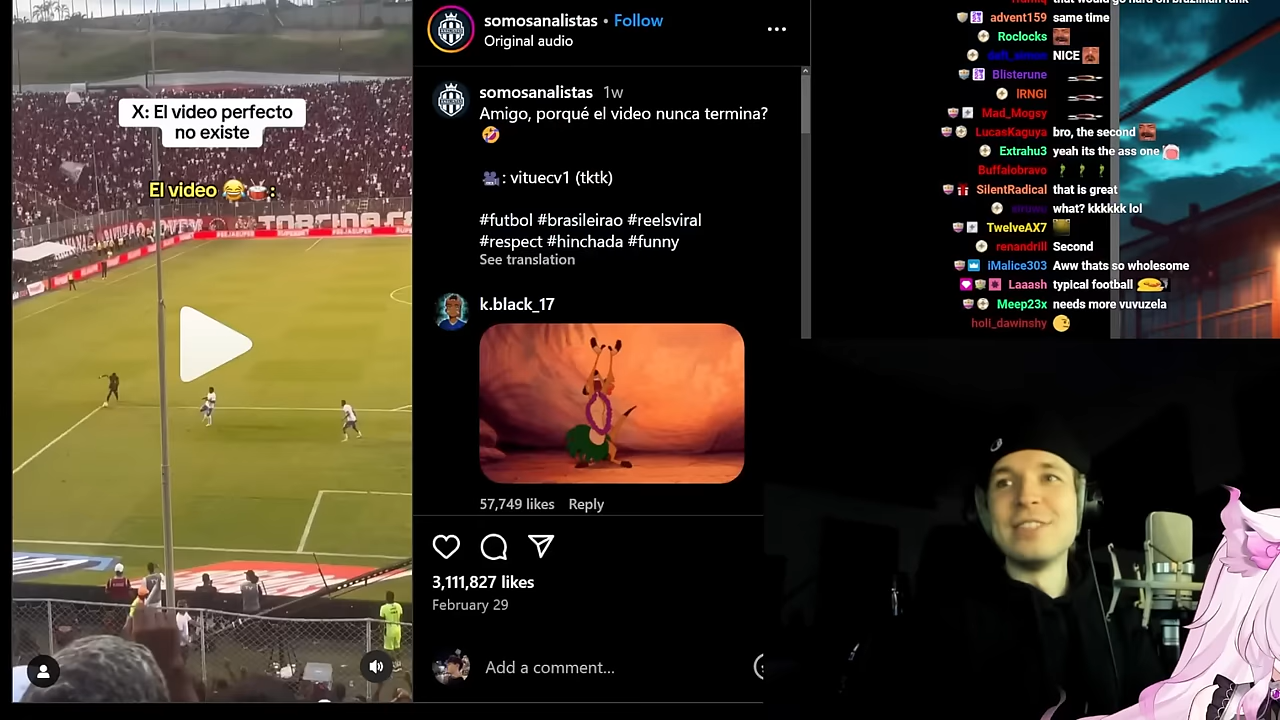 X: El video perfecto
no existe
El video 😂🥁:
TORCIDA
somosanalistas • Follow
Original audio
somosanalistas 1w
Amigo, porqué el video nunca termina?
🤣
🎥: vituecv1 (tktk)
#futbol #brasileirao #reelsviral
#respect #hinchada #funny
See translation
k.black_17
57,749 likes Reply
3,111,827 likes
February 29
Add a comment...
advent159 same time
Roclocks
NICE
Blisterune
lRNGl
Mad_Mogsy
LucasKaguya bro, the second
Extrahu3 yeah its the ass one
Buffalobravo
SilentRadical that is great
what? kkkkkk lol
TwelveAX7
renandrill Second
iMalice303 Aww thats so wholesome
Laaash typical football
Meep23x needs more vuvuzela
holi_dawinshy